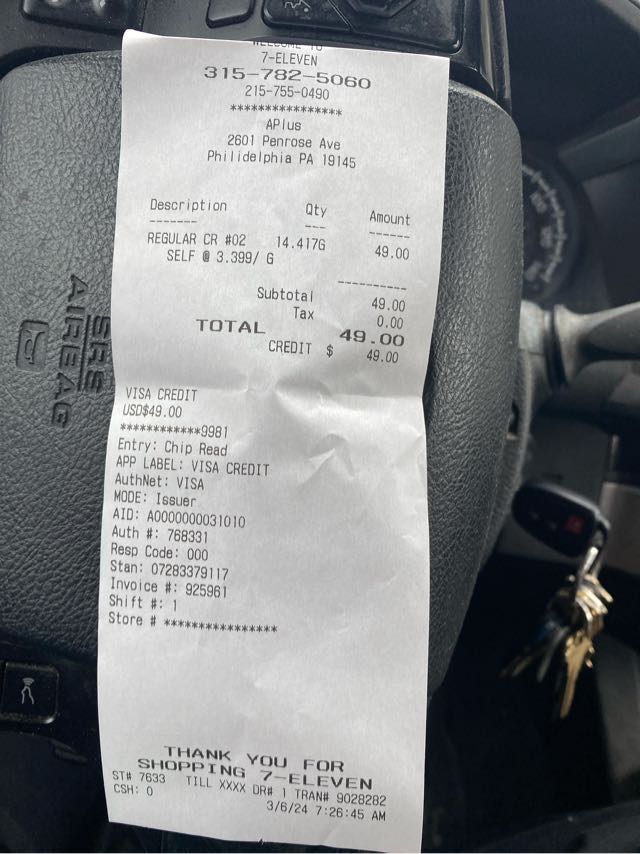 WELCOME TO
7-ELEVEN
315-782-5060
215-755-0490
****************
APlus
2601 Penrose Ave
Philidelphia PA 19145
Description Qty Amount
------- --- ------
REGULAR CR #02 14.417G 49.00
SELF @ 3.399/ G
----------
Subtotal 49.00
Tax 0.00
TOTAL 49.00
CREDIT $ 49.00
VISA CREDIT
USD$49.00
************9981
Entry: Chip Read
APP LABEL: VISA CREDIT
AuthNet: VISA
MODE: Issuer
AID: A0000000031010
Auth #: 768331
Resp Code: 000
Stan: 07283379117
Invoice #: 925961
Shift #: 1
Store # ****************
THANK YOU FOR
SHOPPING 7-ELEVEN
ST# 7633 TILL XXXX DR# 1 TRAN# 9028282
CSH: 0 3/6/24 7:26:45 AM
SRS
AIRBAG